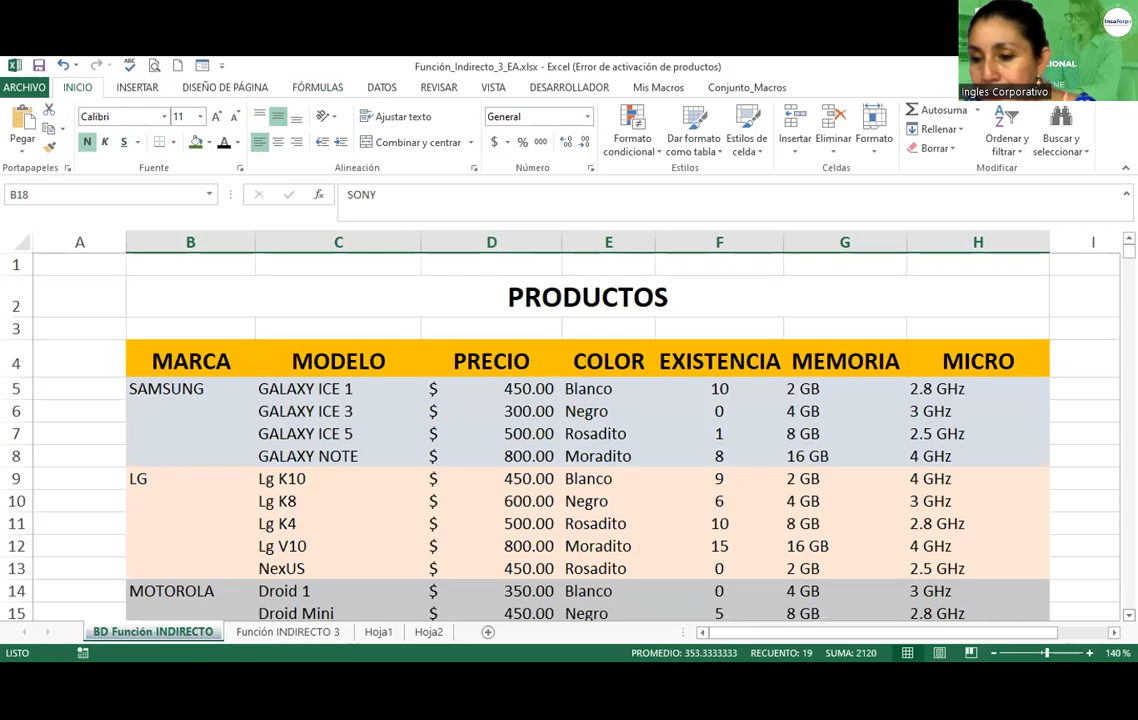 Función_Indirecto_3_EA.xlsx - Excel (Error de activación de productos)
Insaforp
IONAL
NE
Ingles Corporativo
ARCHIVO INICIO INSERTAR DISEÑO DE PÁGINA FÓRMULAS DATOS REVISAR VISTA DESARROLLADOR Mis Macros Conjunto_Macros
Pegar
Calibri 11
N K S
Ajustar texto
Combinar y centrar
General
$ % 000
Formato condicional
Dar formato como tabla
Estilos de celda
Insertar Eliminar Formato
Autosuma
Rellenar
Borrar
Ordenar y filtrar
Buscar y seleccionar
Portapapeles Fuente Alineación Número Estilos Celdas Modificar
B18 fx SONY
A B C D E F G H I
1
2 PRODUCTOS
3
4 MARCA MODELO PRECIO COLOR EXISTENCIA MEMORIA MICRO
5 SAMSUNG GALAXY ICE 1 $ 450.00 Blanco 10 2 GB 2.8 GHz
6 GALAXY ICE 3 $ 300.00 Negro 0 4 GB 3 GHz
7 GALAXY ICE 5 $ 500.00 Rosadito 1 8 GB 2.5 GHz
8 GALAXY NOTE $ 800.00 Moradito 8 16 GB 4 GHz
9 LG Lg K10 $ 450.00 Blanco 9 2 GB 4 GHz
10 Lg K8 $ 600.00 Negro 6 4 GB 3 GHz
11 Lg K4 $ 500.00 Rosadito 10 8 GB 2.8 GHz
12 Lg V10 $ 800.00 Moradito 15 16 GB 4 GHz
13 NexUS $ 450.00 Rosadito 0 2 GB 2.5 GHz
14 MOTOROLA Droid 1 $ 350.00 Blanco 0 4 GB 3 GHz
15 Droid Mini $ 450.00 Negro 5 8 GB 2.8 GHz
BD Función INDIRECTO Función INDIRECTO 3 Hoja1 Hoja2
LISTO PROMEDIO: 353.3333333 RECUENTO: 19 SUMA: 2120 140 %